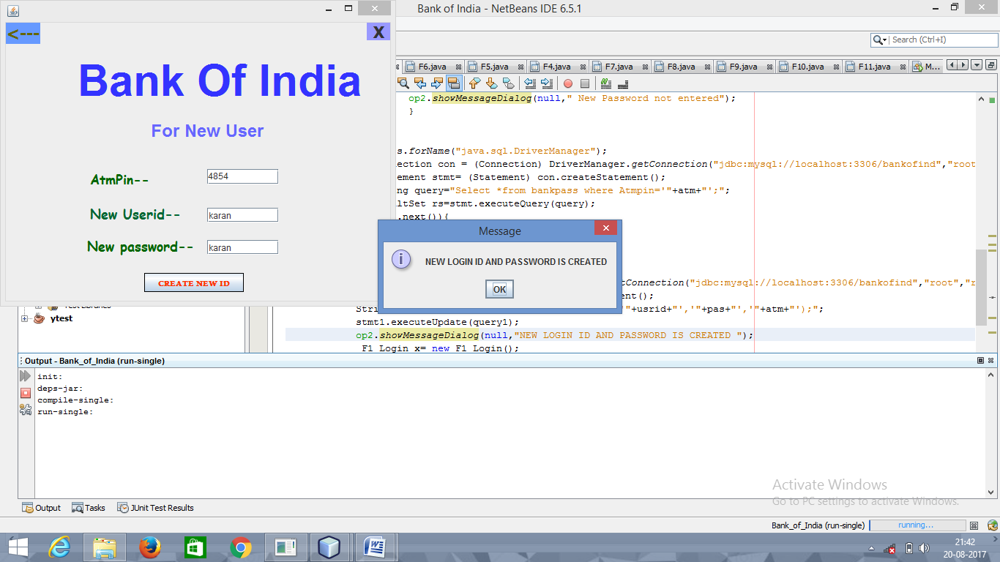 Bank of India - NetBeans IDE 6.5.1
<---
X
Bank Of India
For New User
AtmPin--
4854
New Userid--
karan
New password--
karan
CREATE NEW ID
Search (Ctrl+I)
F6.java
F5.java
F4.java
F7.java
F8.java
F9.java
F10.java
F11.java
M...
op2.showMessageDialog(null," New Password not entered");
}
s.forName("java.sql.DriverManager");
ection con = (Connection) DriverManager.getConnection("jdbc:mysql://localhost:3306/bankofind","root
ement stmt= (Statement) con.createStatement();
ng query="Select *from bankpass where Atmpin='"+atm+"';";
ltSet rs=stmt.executeQuery(query);
.next()){
Message
NEW LOGIN ID AND PASSWORD IS CREATED
OK
tConnection("jdbc:mysql://localhost:3306/bankofind","root","r
ent();
Stri
'"+usrid+"','"+pas+"','"+atm+"');";
stmt1.executeUpdate(query1);
op2.showMessageDialog(null,"NEW LOGIN ID AND PASSWORD IS CREATED ");
F1_Login x= new F1_Login();
Test Libraries
ytest
Output - Bank_of_India (run-single)
init:
deps-jar:
compile-single:
run-single:
Activate Windows
Go to PC settings to activate Windows.
Output
Tasks
JUnit Test Results
Bank_of_India (run-single)
running...
21:42
20-08-2017